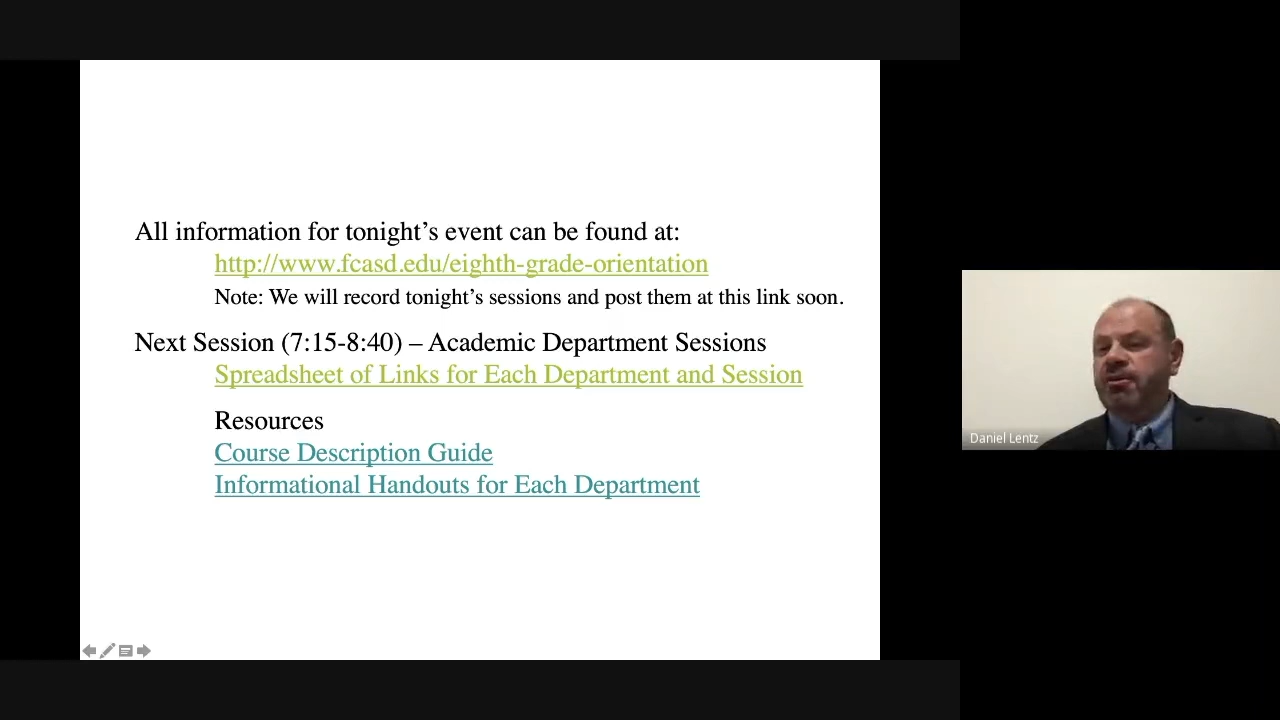 All information for tonight’s event can be found at:
http://www.fcasd.edu/eighth-grade-orientation
Note: We will record tonight’s sessions and post them at this link soon.
Next Session (7:15-8:40) – Academic Department Sessions
Spreadsheet of Links for Each Department and Session
Resources
Course Description Guide
Informational Handouts for Each Department
Daniel Lentz